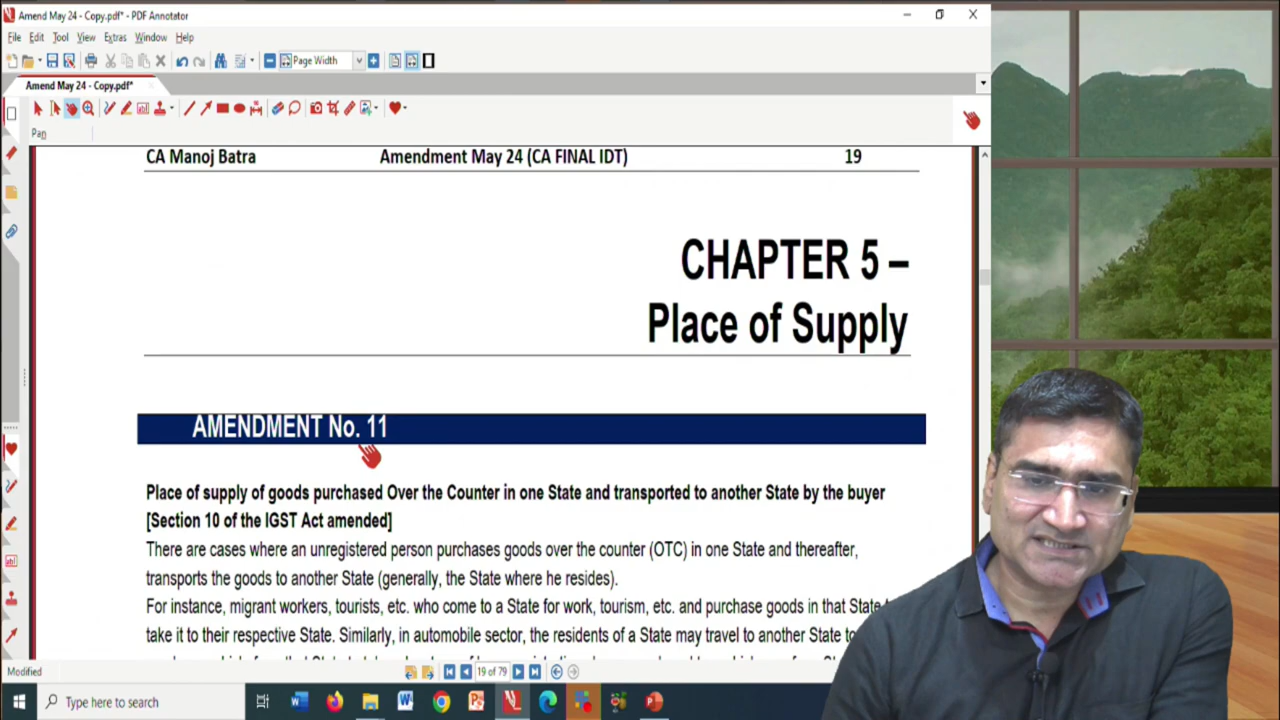 Amend May 24 - Copy.pdf* - PDF Annotator
File Edit Tool View Extras Window Help
Page Width
Amend May 24 - Copy.pdf*
Pan
CA Manoj Batra Amendment May 24 (CA FINAL IDT) 19
CHAPTER 5 –
Place of Supply
AMENDMENT No. 11
Place of supply of goods purchased Over the Counter in one State and transported to another State by the buyer
[Section 10 of the IGST Act amended]
There are cases where an unregistered person purchases goods over the counter (OTC) in one State and thereafter,
transports the goods to another State (generally, the State where he resides).
For instance, migrant workers, tourists, etc. who come to a State for work, tourism, etc. and purchase goods in that State
take it to their respective State. Similarly, in automobile sector, the residents of a State may travel to another State to
Modified
19 of 79
Type here to search